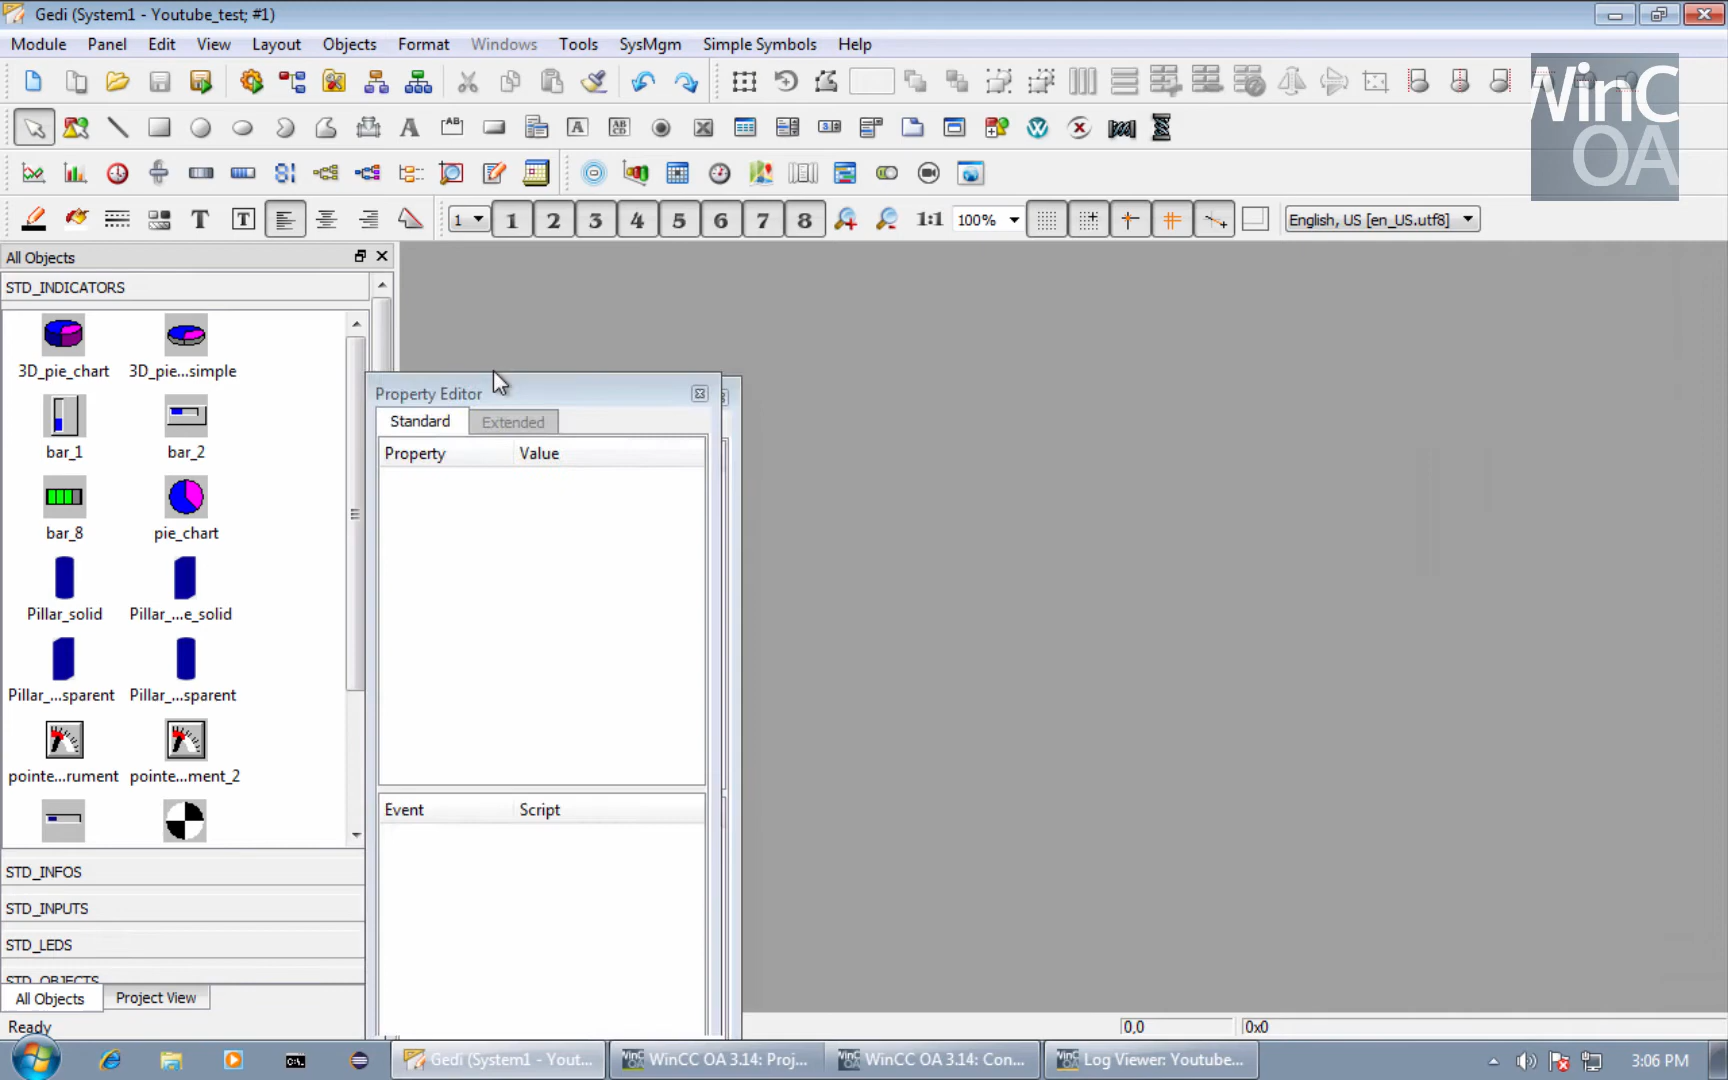 Gedi (System1 - Youtube_test; #1)
Module Panel Edit View Layout Objects Format Windows Tools SysMgm Simple Symbols Help
WinC
OA
1 1 2 3 4 5 6 7 8 1:1 100% English, US [en_US.utf8]
All Objects
STD_INDICATORS
3D_pie_chart 3D_pie...simple
Property Editor
Standard Extended
bar_1 bar_2
Property Value
bar_8 pie_chart
Pillar_solid Pillar_...e_solid
Pillar_...sparent Pillar_...sparent
pointe...rument pointe...ment_2
Event Script
STD_INFOS
STD_INPUTS
STD_LEDS
STD_OBJECTS
All Objects Project View
Ready 0,0 0x0
Gedi (System1 - Yout... WinCC OA 3.14: Proj... WinCC OA 3.14: Con... Log Viewer: Youtube... 3:06 PM